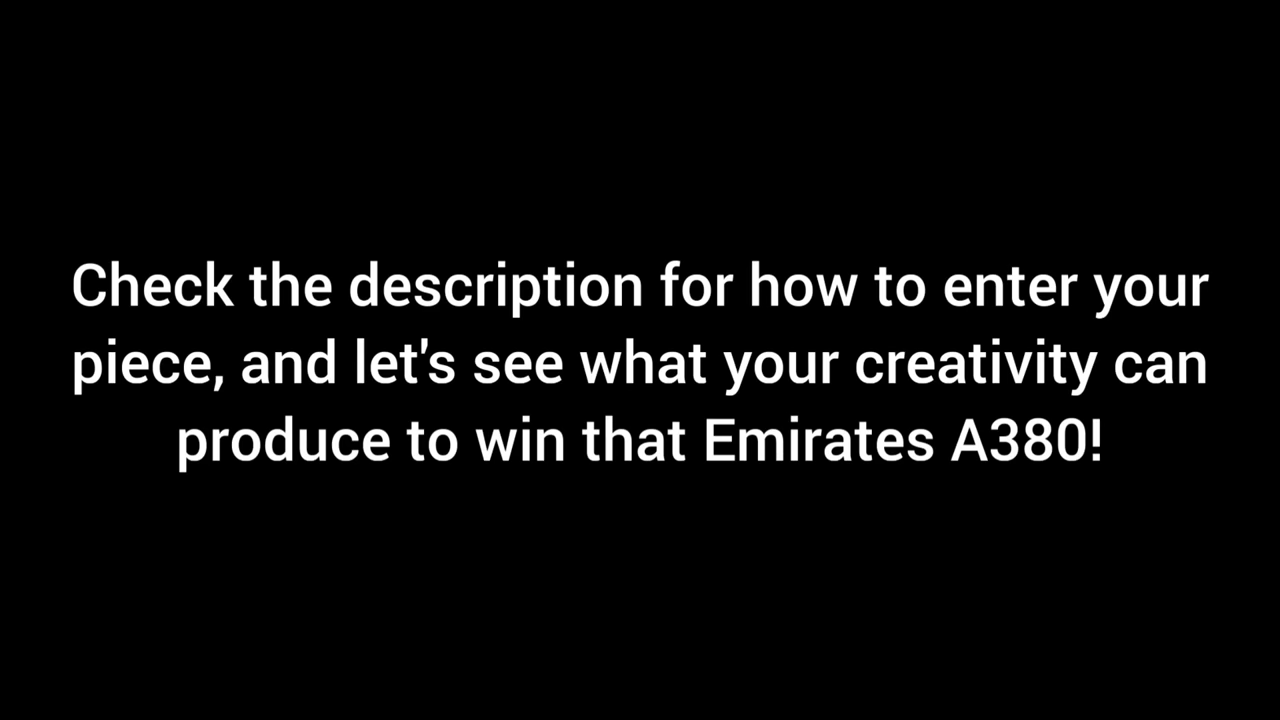 Check the description for how to enter your
piece, and let's see what your creativity can
produce to win that Emirates A380!